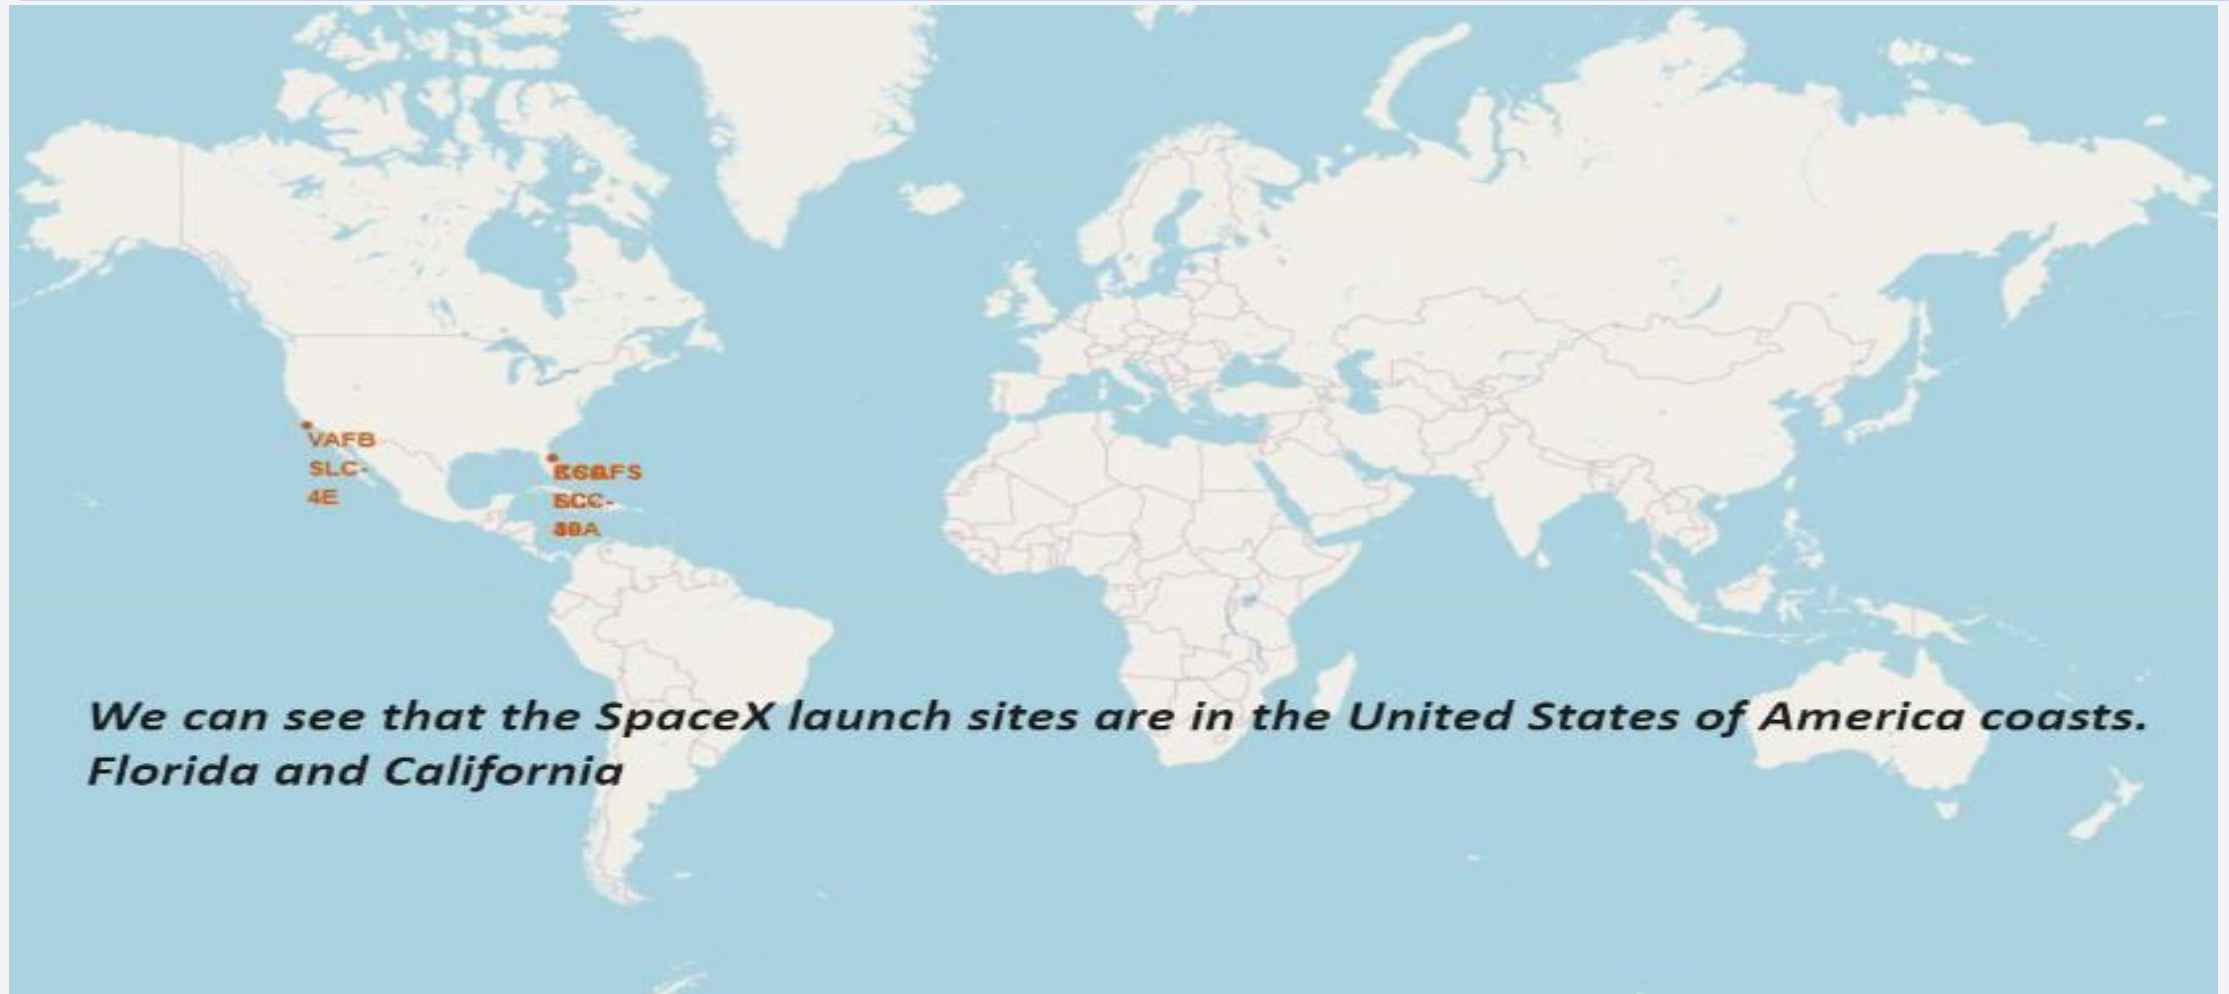 VAFB
SLC-
4E
We can see that the SpaceX launch sites are in the United States of America coasts.
Florida and California